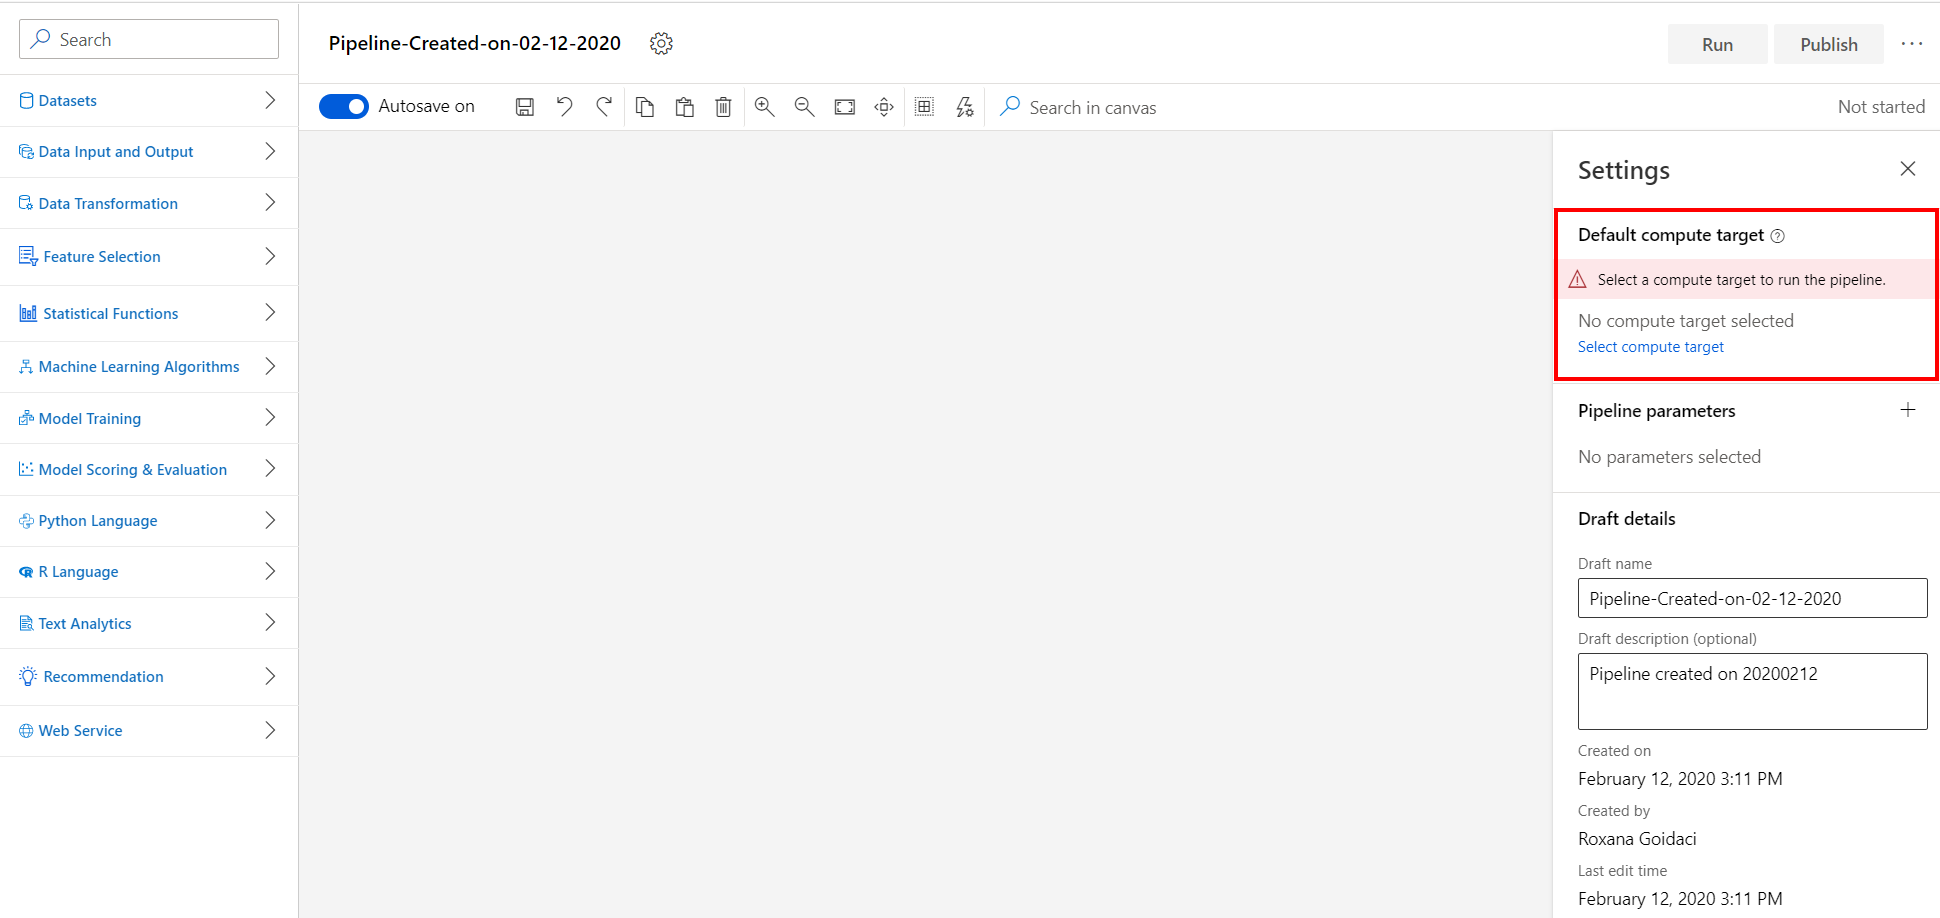 Search
Pipeline-Created-on-02-12-2020
Run
Publish
Autosave on
Search in canvas
Not started
Datasets
Data Input and Output
Data Transformation
Feature Selection
Statistical Functions
Machine Learning Algorithms
Model Training
Model Scoring & Evaluation
Python Language
R Language
Text Analytics
Recommendation
Web Service
Settings
Default compute target
Select a compute target to run the pipeline.
No compute target selected
Select compute target
Pipeline parameters
No parameters selected
Draft details
Draft name
Pipeline-Created-on-02-12-2020
Draft description (optional)
Pipeline created on 20200212
Created on
February 12, 2020 3:11 PM
Created by
Roxana Goidaci
Last edit time
February 12, 2020 3:11 PM